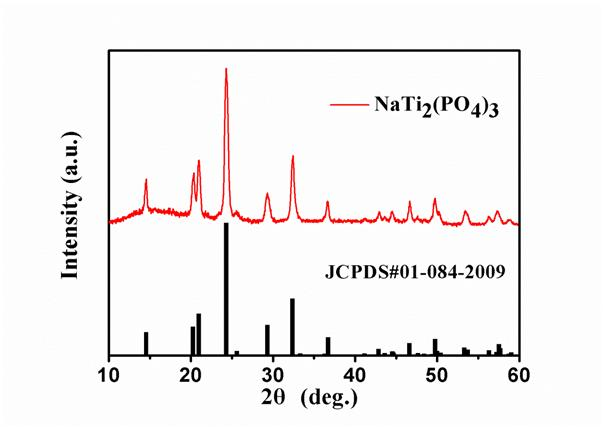 NaTi2(PO4)3
Intensity (a.u.)
JCPDS#01-084-2009
10 20 30 40 50 60
2θ (deg.)